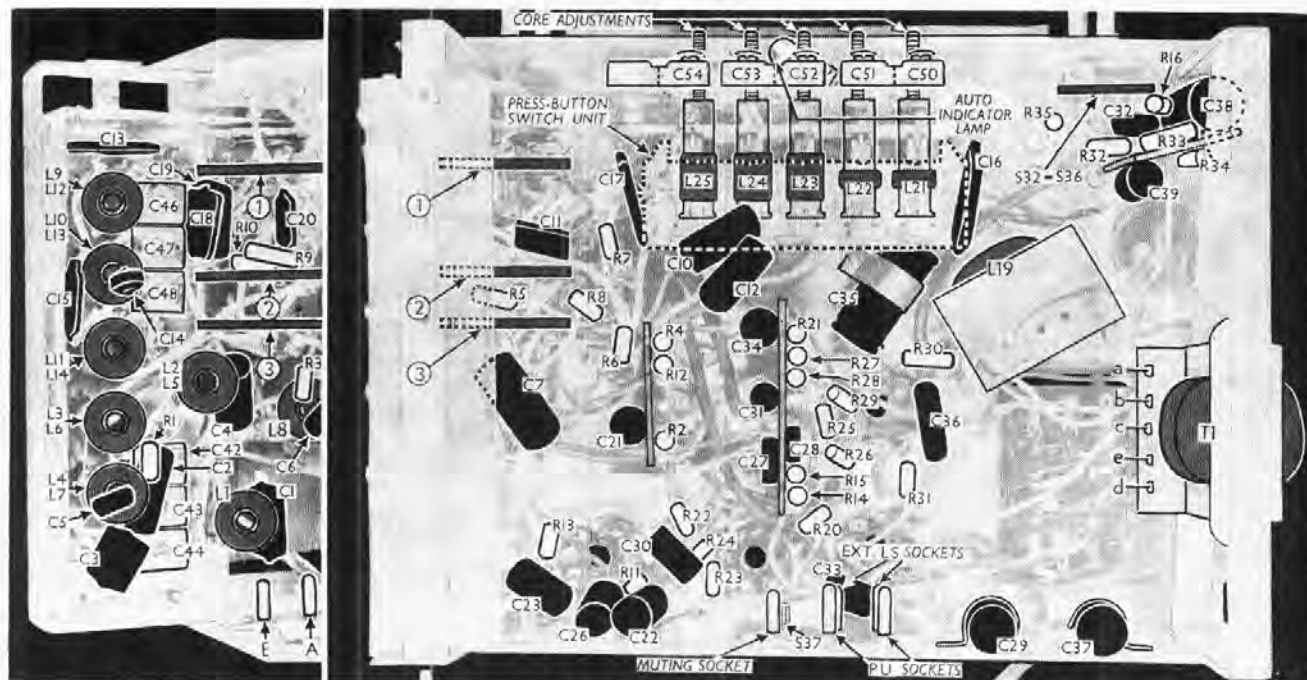 CORE ADJUSTMENTS
C54
C53
C52
C51
C50
PRESS-BUTTON
SWITCH UNIT
AUTO
INDICATOR
LAMP
C17
C16
L25
L24
L23
L22
L21
R16
R35
C32
C38
R33
R32
R34
S32-S36
C39
C13
L9
L12
C19
L10
L13
C46
C18
1
C20
C47
R10
R9
C48
C15
2
C14
L11
L14
3
L2
L5
R3
L3
L6
R1
C4
L8
C42
C2
C6
L4
L7
L1
C1
C5
C43
C3
C44
E
A
1
C11
R7
C10
L19
2
C12
C35
R5
R8
3
R6
R4
C34
R21
R12
R27
R28
R30
C7
C31
R29
C21
R2
R25
C36
C27
C28
R26
R15
R14
R31
R20
a
b
c
e
d
T1
R13
R22
C30
R24
R23
C33
EXT. LS SOCKETS
C23
R11
C26
C22
S37
C29
C37
MUTING SOCKET
P.U SOCKETS